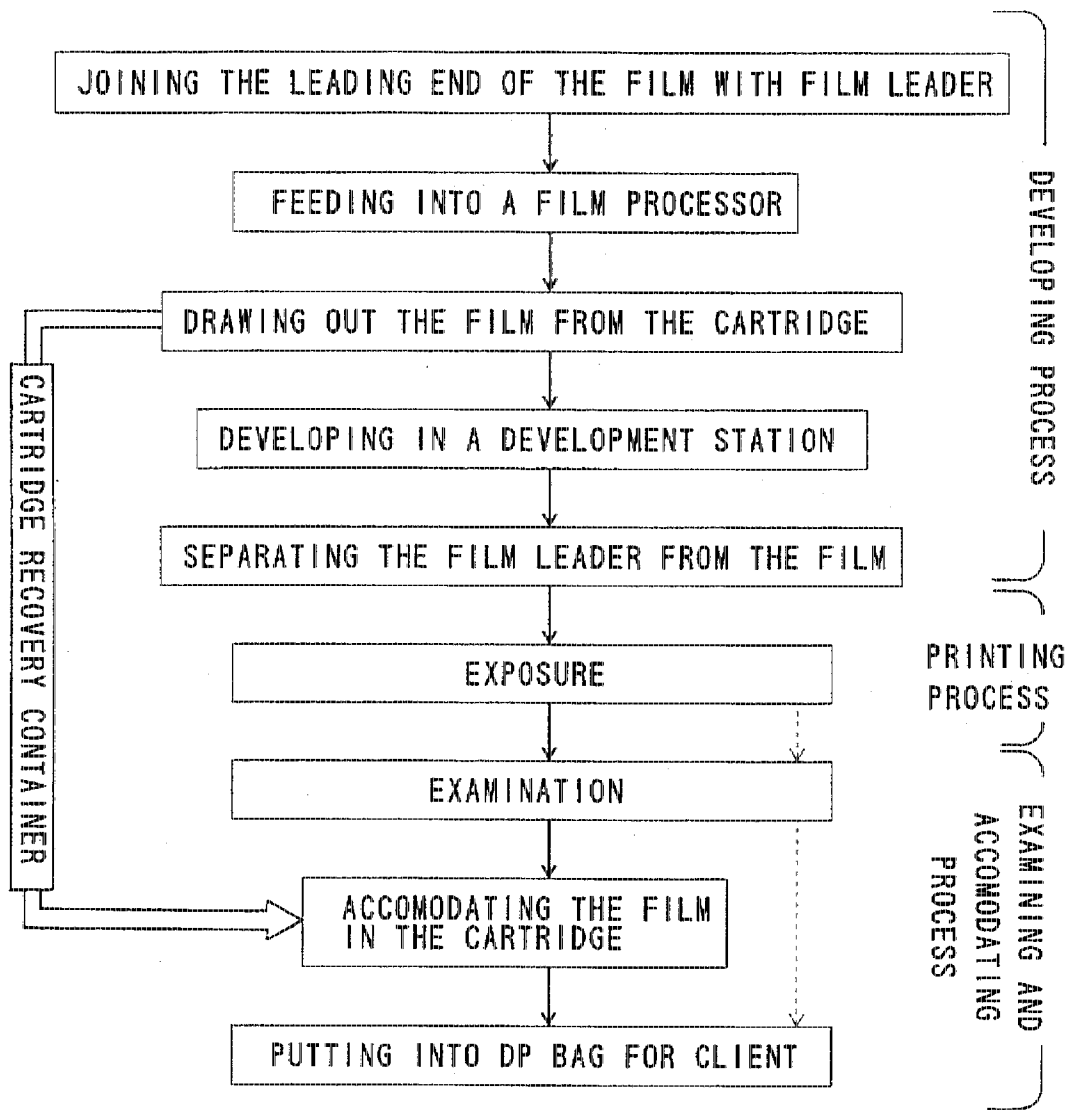 JOINING THE LEADING END OF THE FILM WITH FILM LEADER
FEEDING INTO A FILM PROCESSOR
DRAWING OUT THE FILM FROM THE CARTRIDGE
DEVELOPING IN A DEVELOPMENT STATION
SEPARATING THE FILM LEADER FROM THE FILM
DEVELOPING PROCESS
CARTRIDGE RECOVERY CONTAINER
EXPOSURE
PRINTING
PROCESS
EXAMINATION
ACCOMODATING THE FILM
IN THE CARTRIDGE
PUTTING INTO DP BAG FOR CLIENT
EXAMINING AND
ACCOMODATING
PROCESS